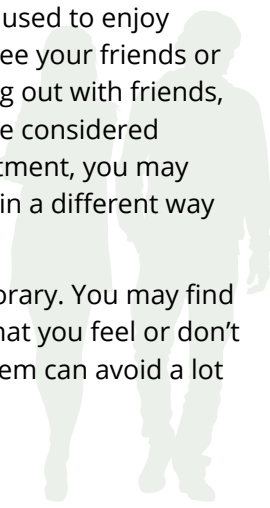 used to enjoy
ee your friends or
g out with friends,
e considered
tment, you may
in a different way
orary. You may find
hat you feel or don’t
em can avoid a lot